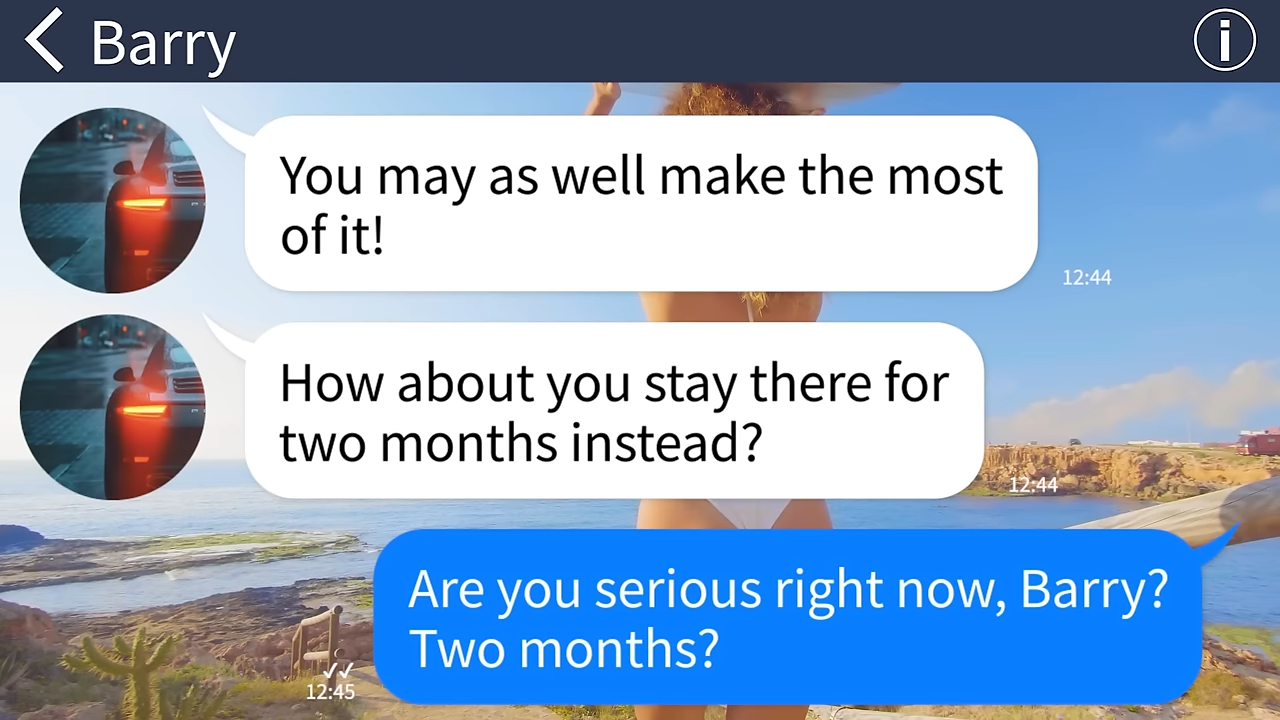 Barry
You may as well make the most
of it!
12:44
How about you stay there for
two months instead?
12:44
Are you serious right now, Barry?
Two months?
12:45